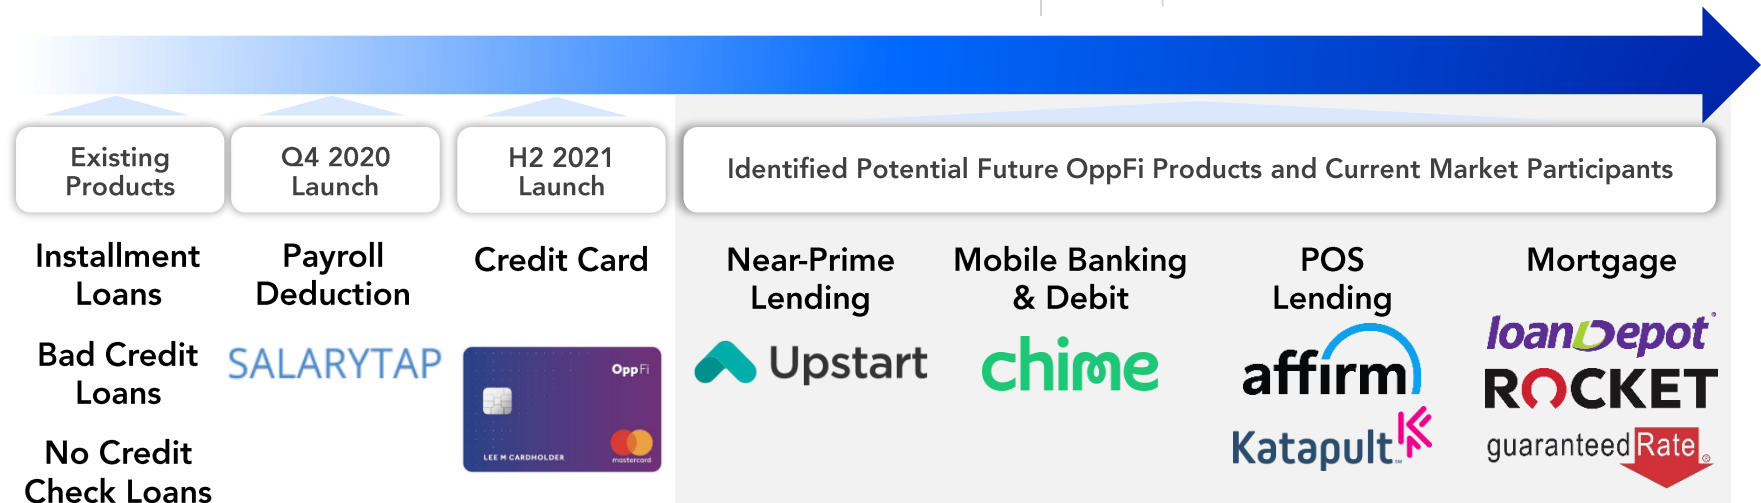 Existing
Products
Q4 2020
Launch
H2 2021
Launch
Identified Potential Future OppFi Products and Current Market Participants
Installment
Loans
Bad Credit
Loans
No Credit
Check Loans
Payroll
Deduction
SALARYTAP
Credit Card
OppFi
LEE M CARDHOLDER
mastercard
Near-Prime
Lending
Upstart
Mobile Banking
& Debit
chime
POS
Lending
affirm
Katapult
Mortgage
loanDepot
ROCKET
guaranteed Rate